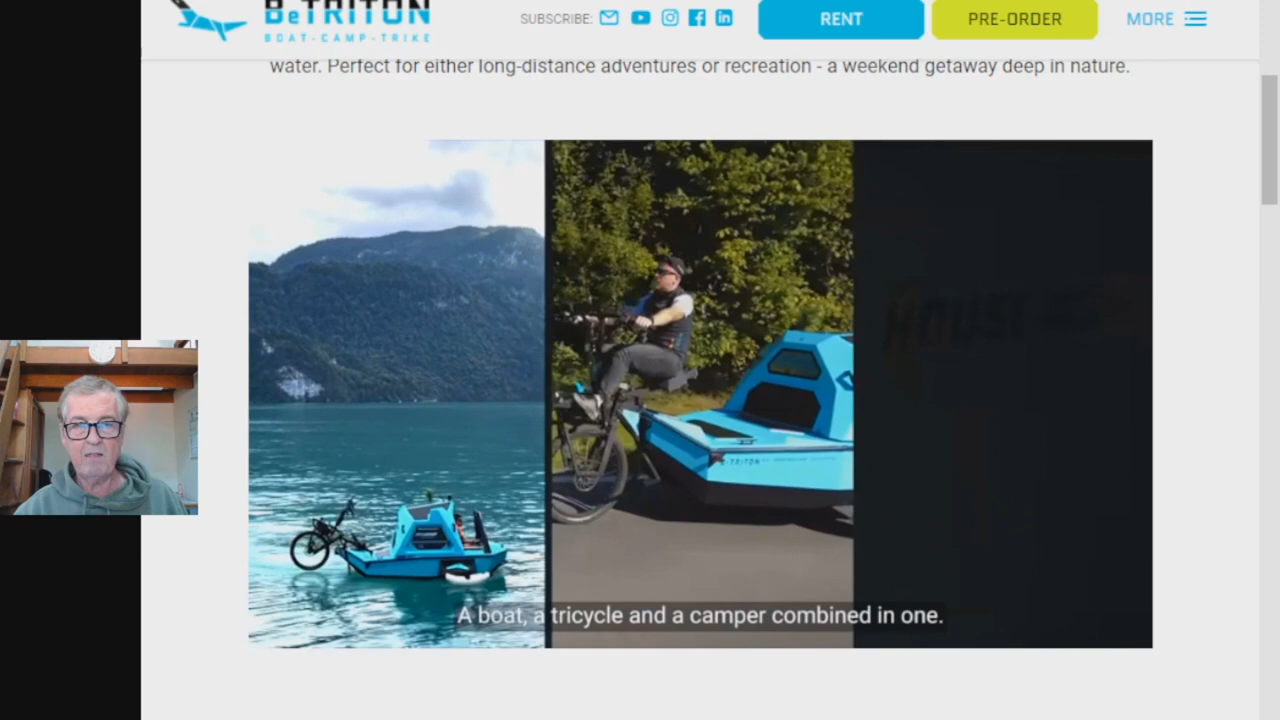 BeTRITON
BOAT-CAMP-TRIKE
SUBSCRIBE:
RENT
PRE-ORDER
MORE
water. Perfect for either long-distance adventures or recreation - a weekend getaway deep in nature.
HOUSE
A boat, a tricycle and a camper combined in one.